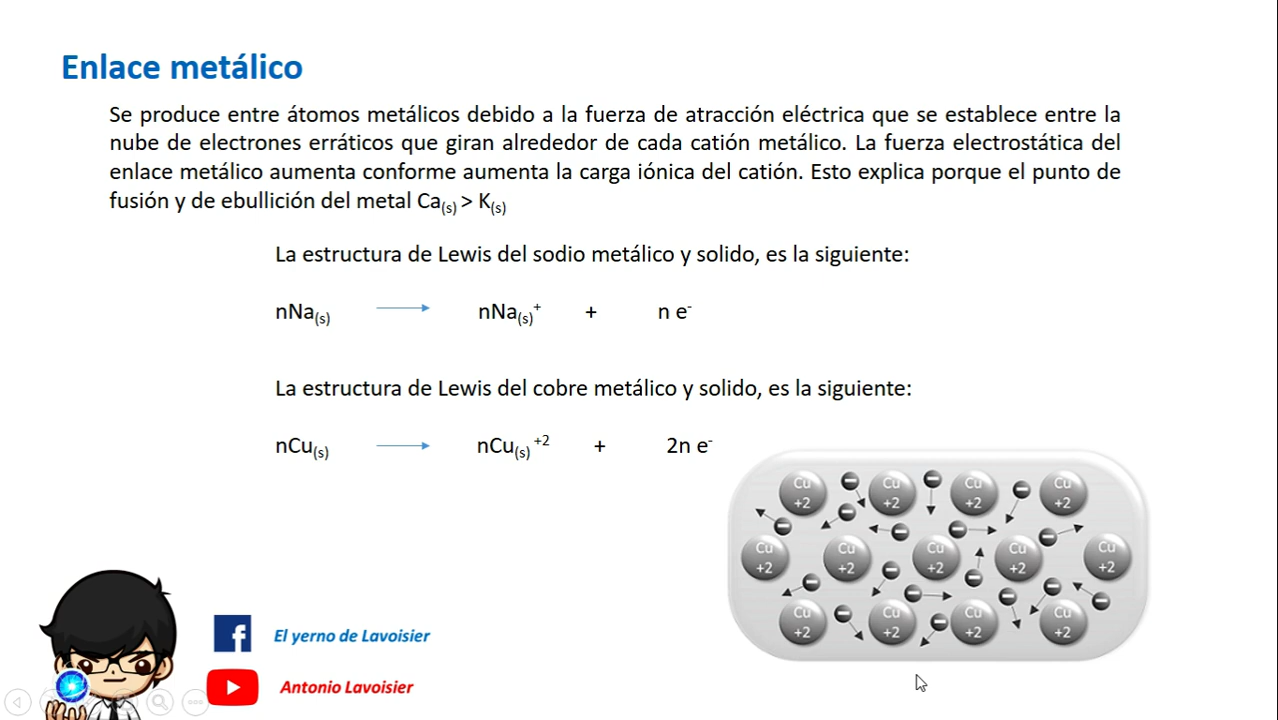 Enlace metálico
Se produce entre átomos metálicos debido a la fuerza de atracción eléctrica que se establece entre la
nube de electrones erráticos que giran alrededor de cada catión metálico. La fuerza electrostática del
enlace metálico aumenta conforme aumenta la carga iónica del catión. Esto explica porque el punto de
fusión y de ebullición del metal Ca(s) > K(s)
La estructura de Lewis del sodio metálico y solido, es la siguiente:
nNa(s) → nNa(s)+ + n e-
La estructura de Lewis del cobre metálico y solido, es la siguiente:
nCu(s) → nCu(s)+2 + 2n e-
Cu Cu Cu Cu
+2 +2 +2 +2
Cu Cu Cu Cu Cu
+2 +2 +2 +2 +2
Cu Cu Cu Cu
+2 +2 +2 +2
El yerno de Lavoisier
Antonio Lavoisier